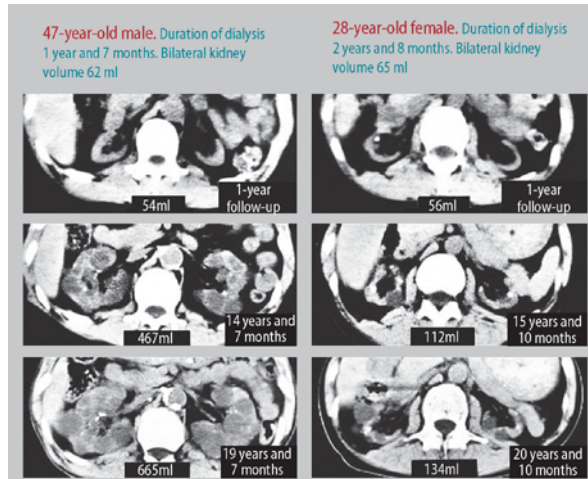 47-year-old male. Duration of dialysis
1 year and 7 months. Bilateral kidney
volume 62 ml
28-year-old female. Duration of dialysis
2 years and 8 months. Bilateral kidney
volume 65 ml
54ml
1-year
follow-up
56ml
1-year
follow-up
467ml
14 years and
7 months
112ml
15 years and
10 months
665ml
19 years and
7 months
134ml
20 years and
10 months